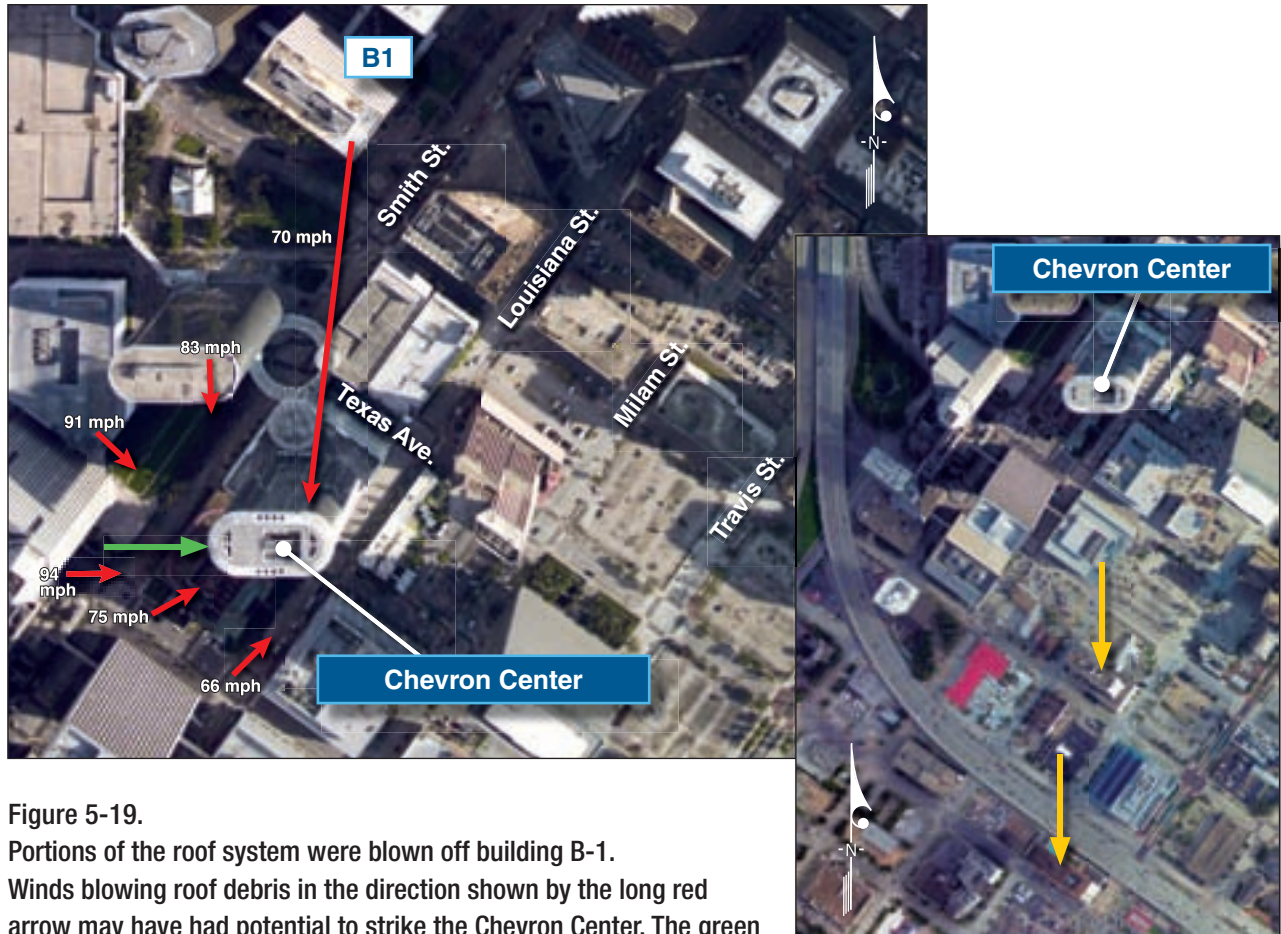 B1
-N-
Smith St.
70 mph
Louisiana St.
83 mph
Milam St.
Texas Ave.
91 mph
Travis St.
94
mph
75 mph
66 mph
Chevron Center
Chevron Center
-N-
Figure 5-19.
Portions of the roof system were blown off building B-1.
Winds blowing roof debris in the direction shown by the long red
arrow may have had potential to strike the Chevron Center. The green